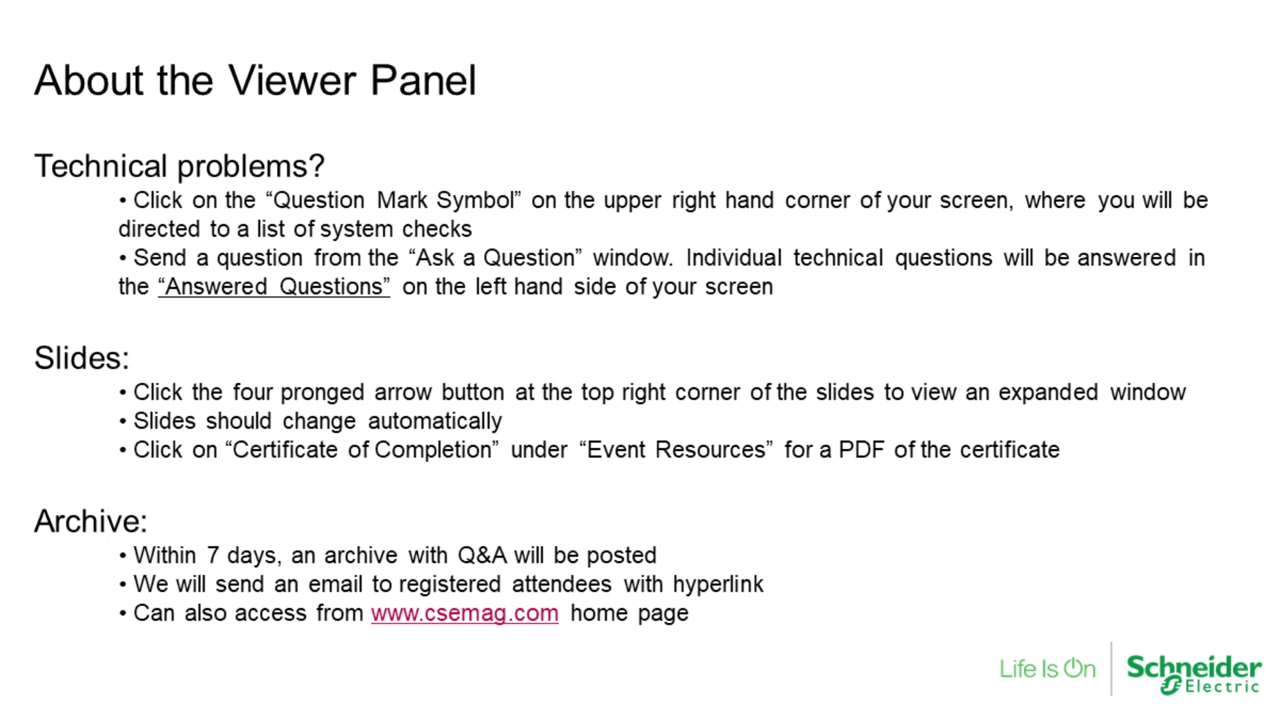 About the Viewer Panel
Technical problems?
• Click on the “Question Mark Symbol” on the upper right hand corner of your screen, where you will be
directed to a list of system checks
• Send a question from the “Ask a Question” window. Individual technical questions will be answered in
the “Answered Questions” on the left hand side of your screen
Slides:
• Click the four pronged arrow button at the top right corner of the slides to view an expanded window
• Slides should change automatically
• Click on “Certificate of Completion” under “Event Resources” for a PDF of the certificate
Archive:
• Within 7 days, an archive with Q&A will be posted
• We will send an email to registered attendees with hyperlink
• Can also access from www.csemag.com home page
Life Is On
Schneider
Electric